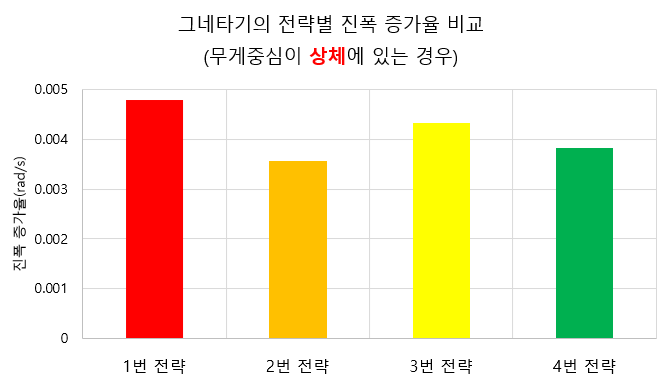 그네타기의 전략별 진폭 증가율 비교
(무게중심이 상체에 있는 경우)
0.005
0.004
0.003
0.002
0.001
0
진폭 증가율(rad/s)
1번 전략
2번 전략
3번 전략
4번 전략